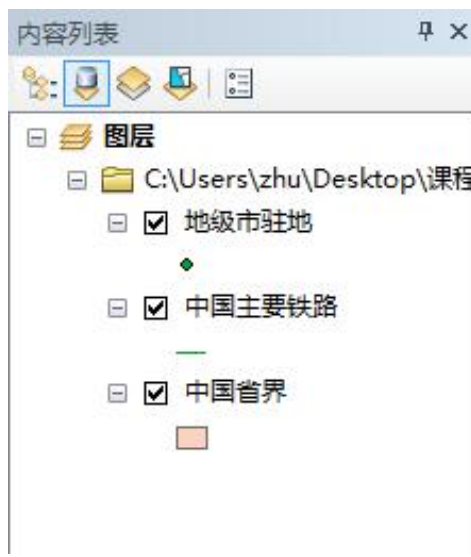 内容列表
图层
C:\Users\zhu\Desktop\课程
地级市驻地
中国主要铁路
中国省界